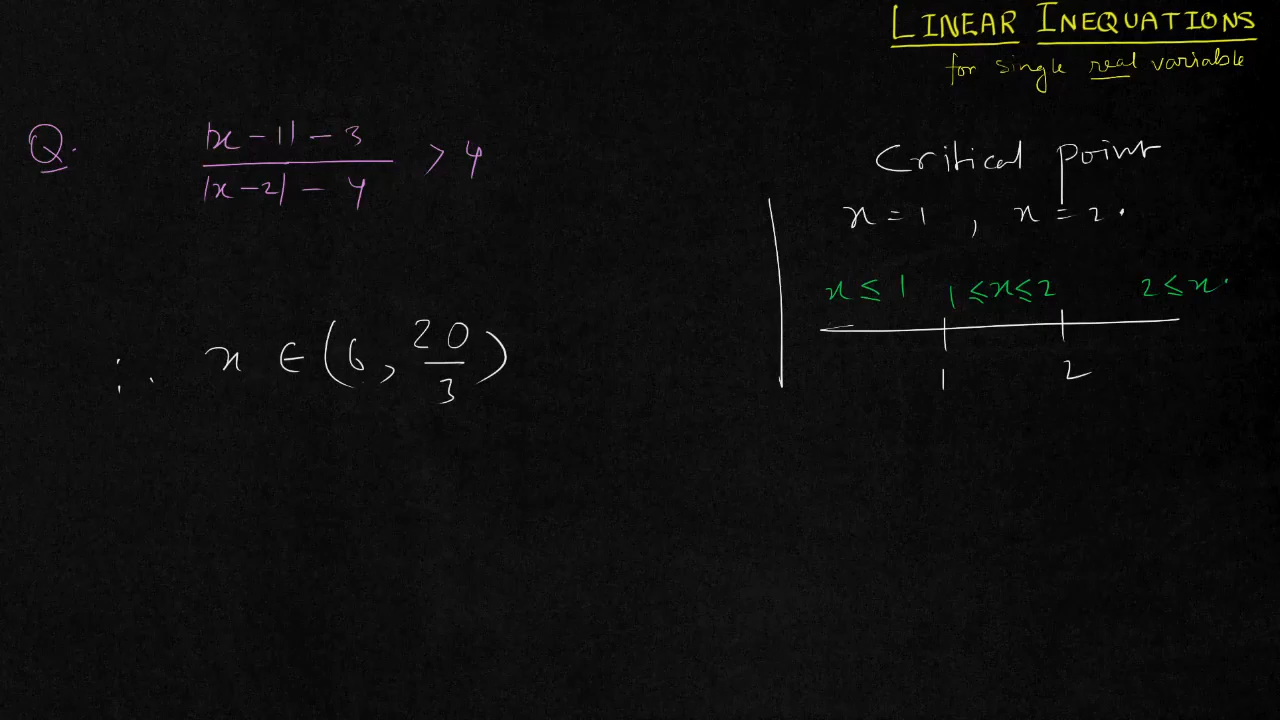 LINEAR INEQUATIONS
for single real variable
Q. |x-1| - 3
|x-2| - 4
> 4
Critical point
x = 1 , x = 2.
x ≤ 1 1 ≤ x ≤ 2 2 ≤ x.
1 2
∴ x ∈ (6, 20/3)